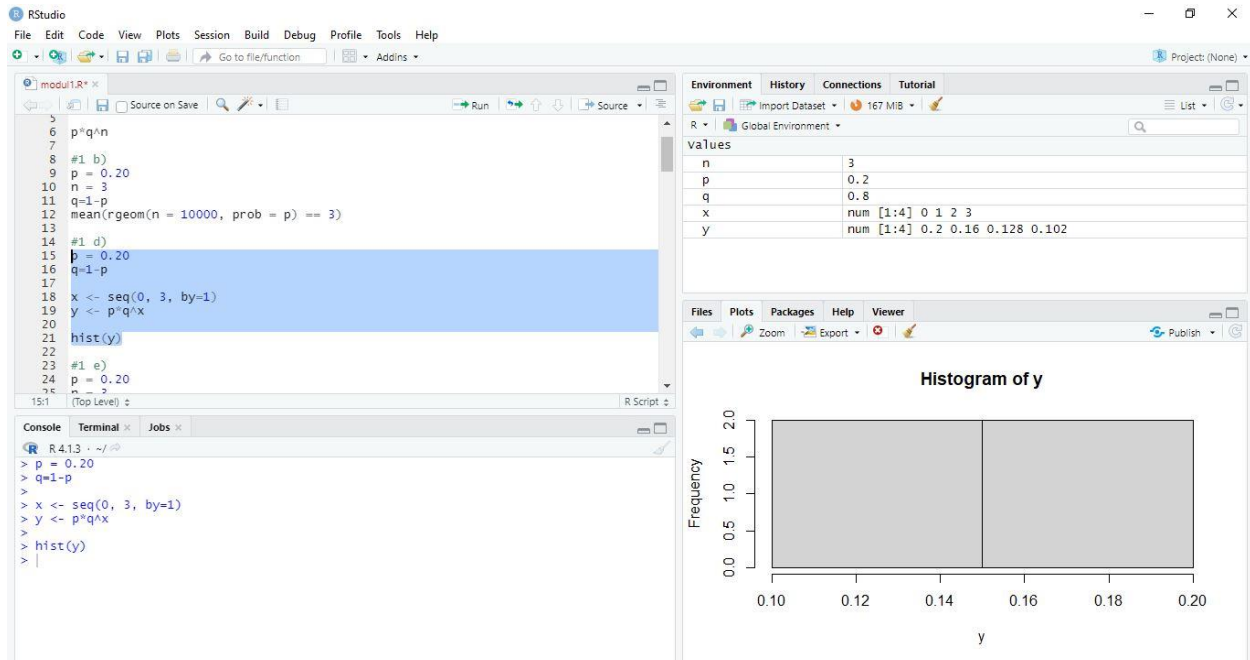 RStudio
File Edit Code View Plots Session Build Debug Profile Tools Help
Go to file/function Addins Project: (None)
modul1.R*
Source on Save Run Source
5
6 p*q^n
7
8 #1 b)
9 p = 0.20
10 n = 3
11 q=1-p
12 mean(rgeom(n = 10000, prob = p) == 3)
13
14 #1 d)
15 p = 0.20
16 q=1-p
17
18 x <- seq(0, 3, by=1)
19 y <- p*q^x
20
21 hist(y)
22
23 #1 e)
24 p = 0.20
25 n = 3
15:1 (Top Level) R Script
Console Terminal Jobs
R 4.1.3 · ~/
> p = 0.20
> q=1-p
>
> x <- seq(0, 3, by=1)
> y <- p*q^x
>
> hist(y)
>
Environment History Connections Tutorial
Import Dataset 167 MiB List
R Global Environment
Values
n 3
p 0.2
q 0.8
x num [1:4] 0 1 2 3
y num [1:4] 0.2 0.16 0.128 0.102
Files Plots Packages Help Viewer
Zoom Export Publish
Histogram of y
Frequency
2.0
1.5
1.0
0.5
0.0
0.10 0.12 0.14 0.16 0.18 0.20
y